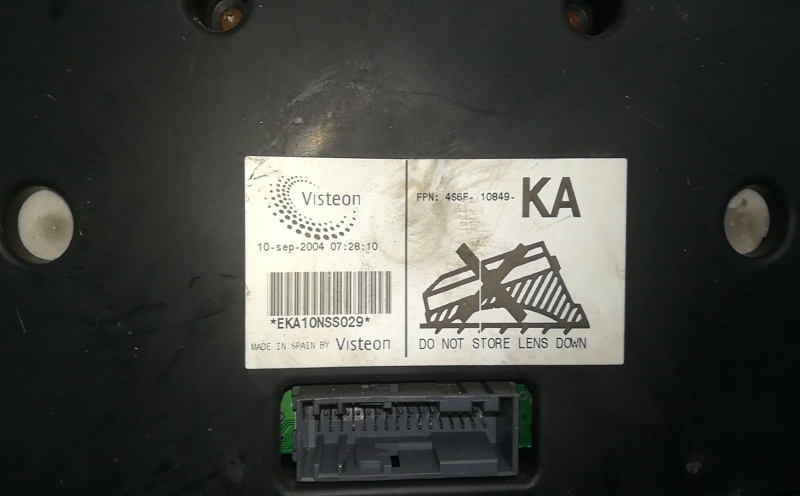 Visteon
10-sep-2004 07:28:10
*EKA10NSS029*
MADE IN SPAIN BY Visteon
FPN: 4S6F- 10849- KA
DO NOT STORE LENS DOWN